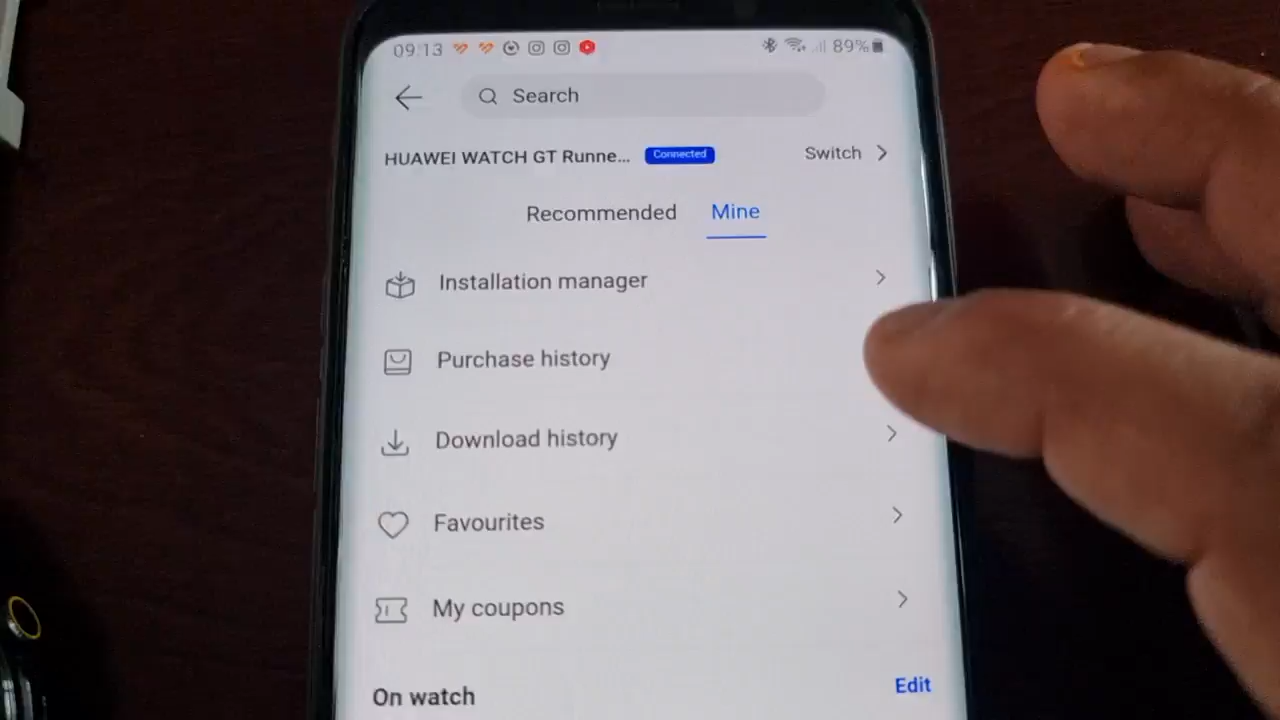 09:13 89%
Search
HUAWEI WATCH GT Runne... Connected Switch
Recommended Mine
Installation manager
Purchase history
Download history
Favourites
My coupons
On watch Edit